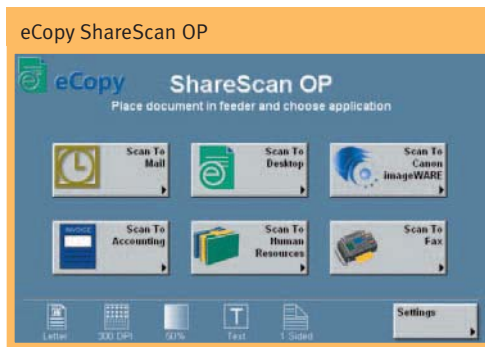 eCopy ShareScan OP
eCopy ShareScan OP
Place document in feeder and choose application
Scan To
Mail
Scan To
Desktop
Scan To
Canon
imageWARE
INVOICE
Scan To
Accounting
Scan To
Human
Resources
Scan To
Fax
Letter
300 DPI
50%
T
Text
1 Sided
Settings